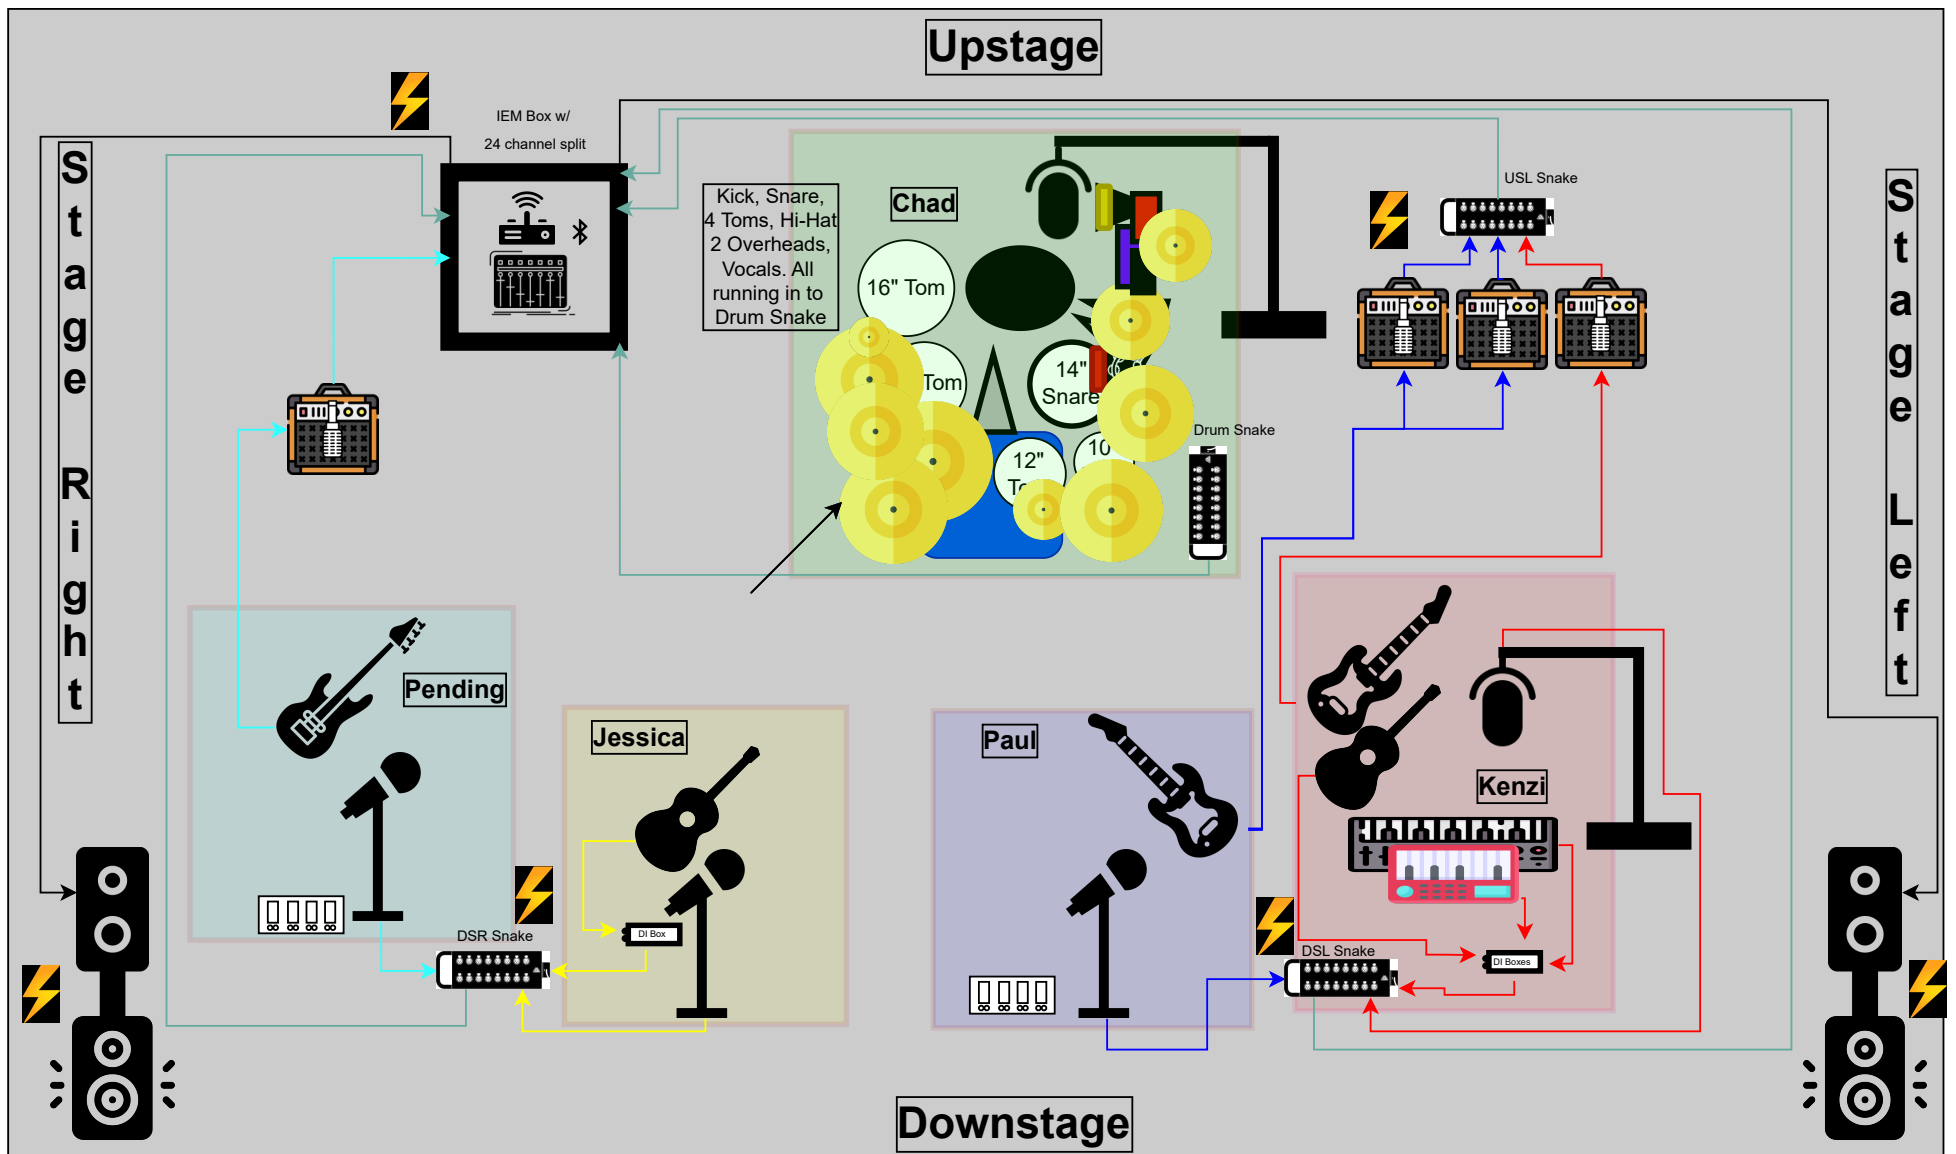 Upstage
IEM Box w/
24 channel split
Stage Right
Stage Left
Kick, Snare,
4 Toms, Hi-Hat
2 Overheads,
Vocals. All
running in to
Drum Snake
Chad
USL Snake
16" Tom
Tom
14"
Snare
12"
10
Drum Snake
Pending
Jessica
Paul
Kenzi
DI Box
DSR Snake
DSL Snake
DI Boxes
Downstage